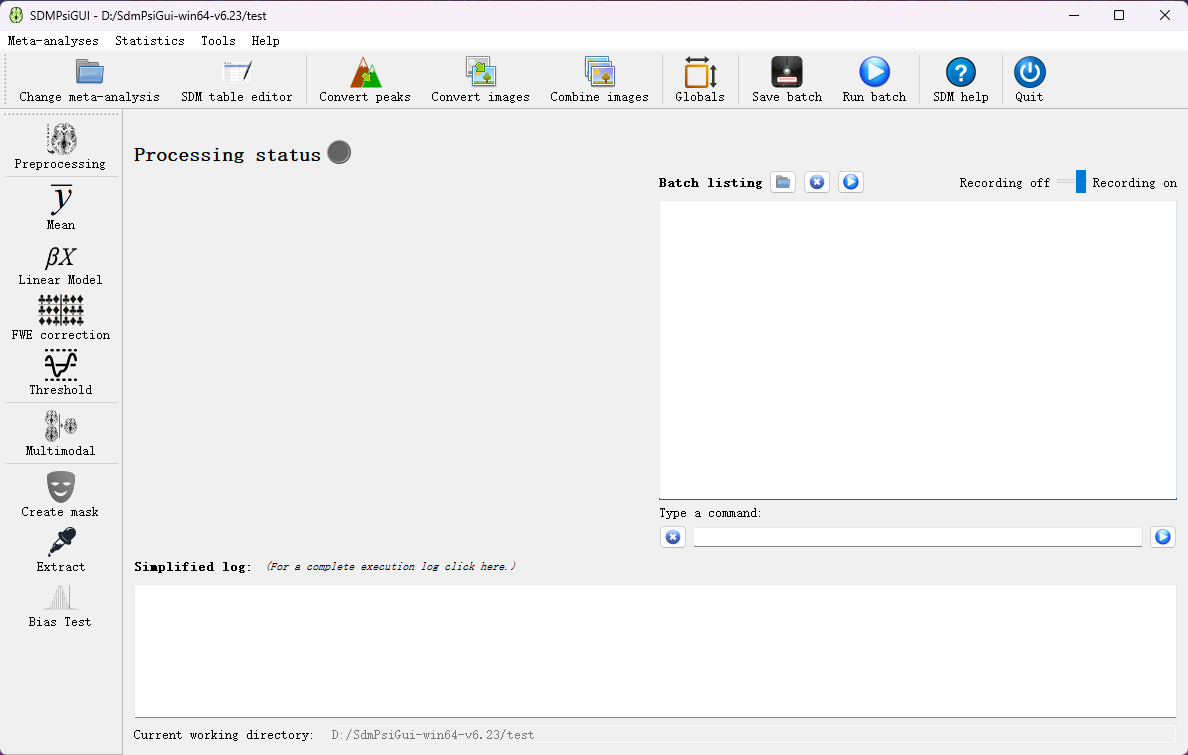 SDMPsiGUI - D:/SdmPsiGui-win64-v6.23/test
Meta-analyses Statistics Tools Help
Change meta-analysis SDM table editor Convert peaks Convert images Combine images Globals Save batch Run batch SDM help Quit
Preprocessing
Mean
Linear Model
FWE correction
Threshold
Multimodal
Create mask
Extract
Bias Test
Processing status
Batch listing Recording off Recording on
Type a command:
Simplified log: (For a complete execution log click here.)
Current working directory: D:/SdmPsiGui-win64-v6.23/test